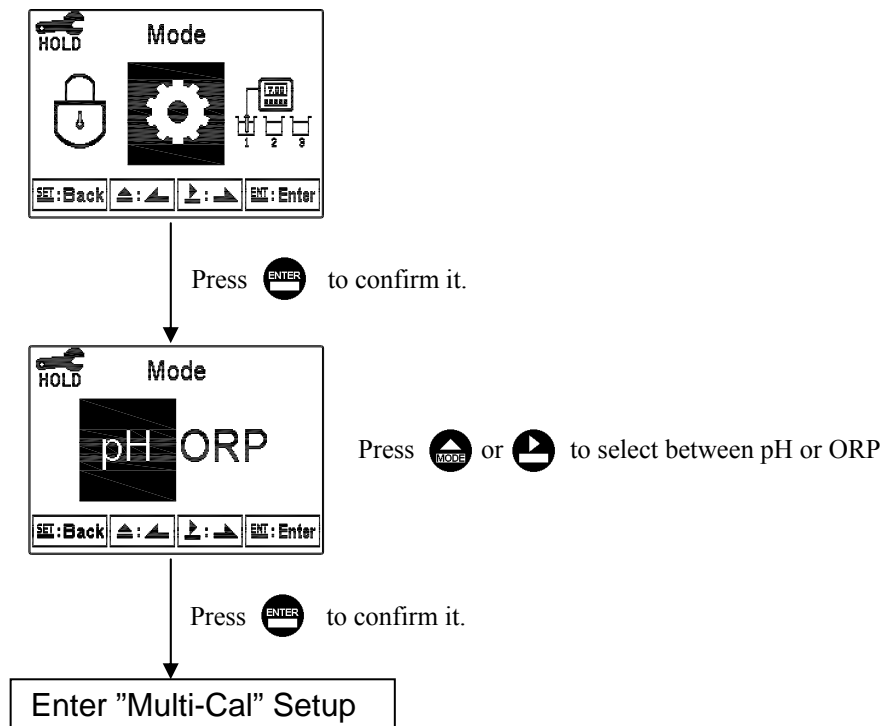 HOLD Mode
7.00
1 2 3
SET:Back : : ENT:Enter
Press ENTER to confirm it.
HOLD Mode
pH ORP
Press MODE or to select between pH or ORP
SET:Back : : ENT:Enter
Press ENTER to confirm it.
Enter ”Multi-Cal” Setup